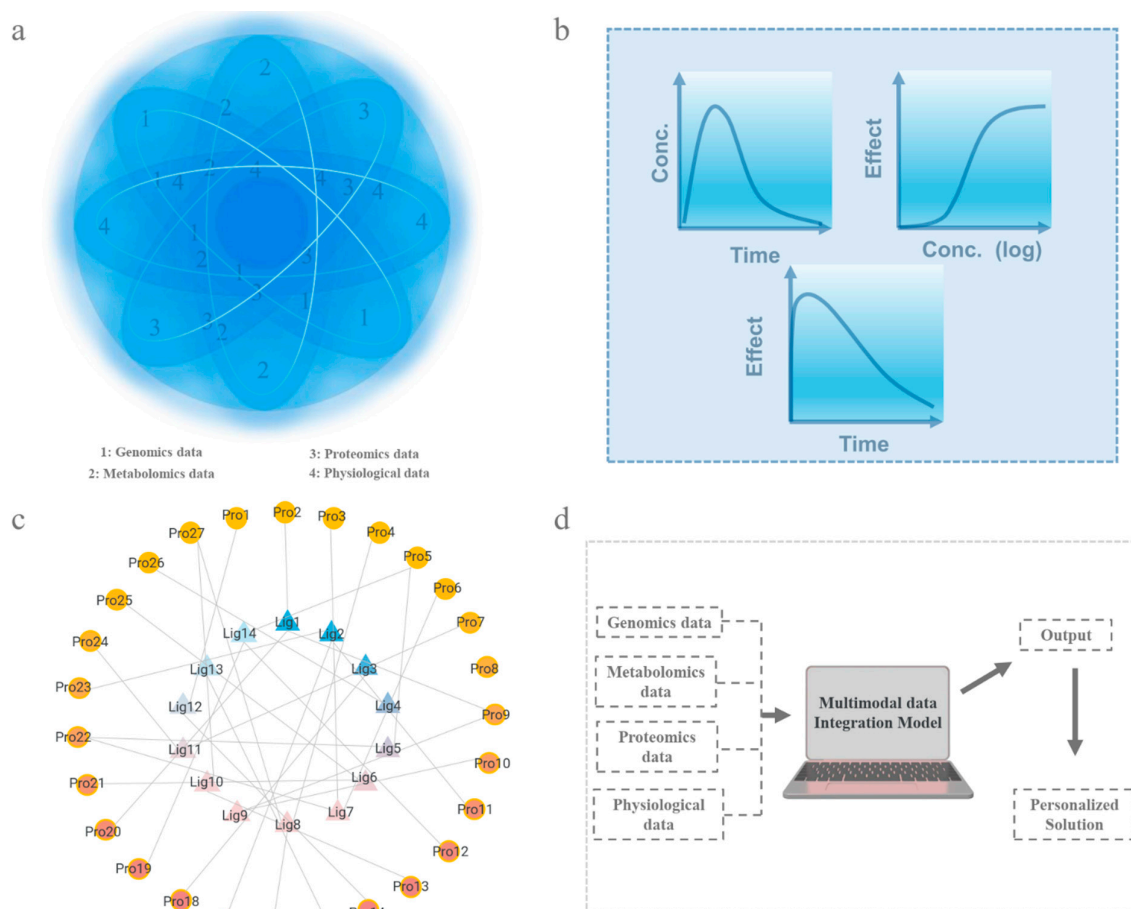 a
2
1
3
2
2
4
4
3
1
4
4
4
4
1
2
3
1
3
1
1
3
3
2
2
1: Genomics data
3: Proteomics data
2: Metabolomics data
4: Physiological data
b
Conc.
Time
Effect
Conc. (log)
Effect
Time
c
Pro1
Pro2
Pro3
Pro4
Pro5
Pro6
Pro7
Pro8
Pro9
Pro10
Pro11
Pro12
Pro13
Pro18
Pro19
Pro20
Pro21
Pro22
Pro23
Pro24
Pro25
Pro26
Pro27
Lig1
Lig2
Lig3
Lig4
Lig5
Lig6
Lig7
Lig8
Lig9
Lig10
Lig11
Lig12
Lig13
Lig14
d
Genomics data
Metabolomics
data
Proteomics
data
Physiological
data
Multimodal data
Integration Model
Output
Personalized
Solution